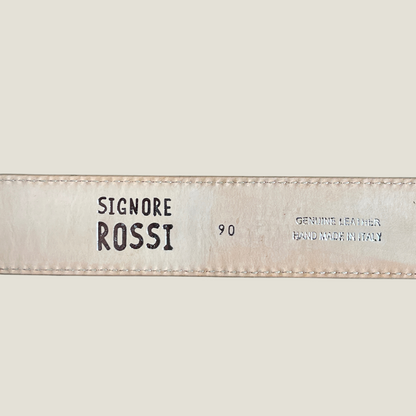 SIGNORE
ROSSI
90
GENUINE LEATHER
HAND MADE IN ITALY